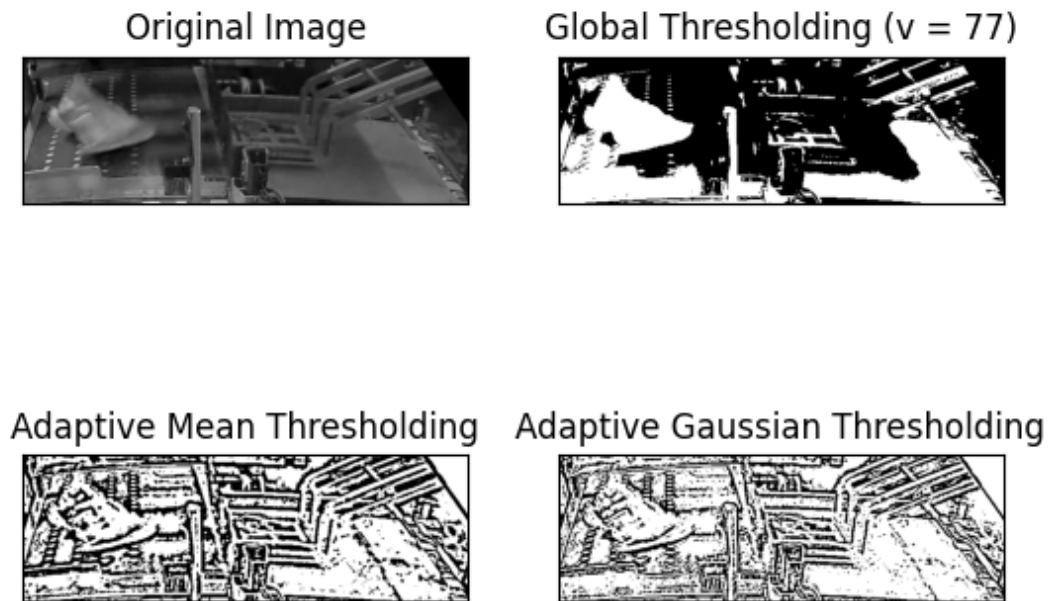 Original Image
Global Thresholding (v = 77)
Adaptive Mean Thresholding
Adaptive Gaussian Thresholding